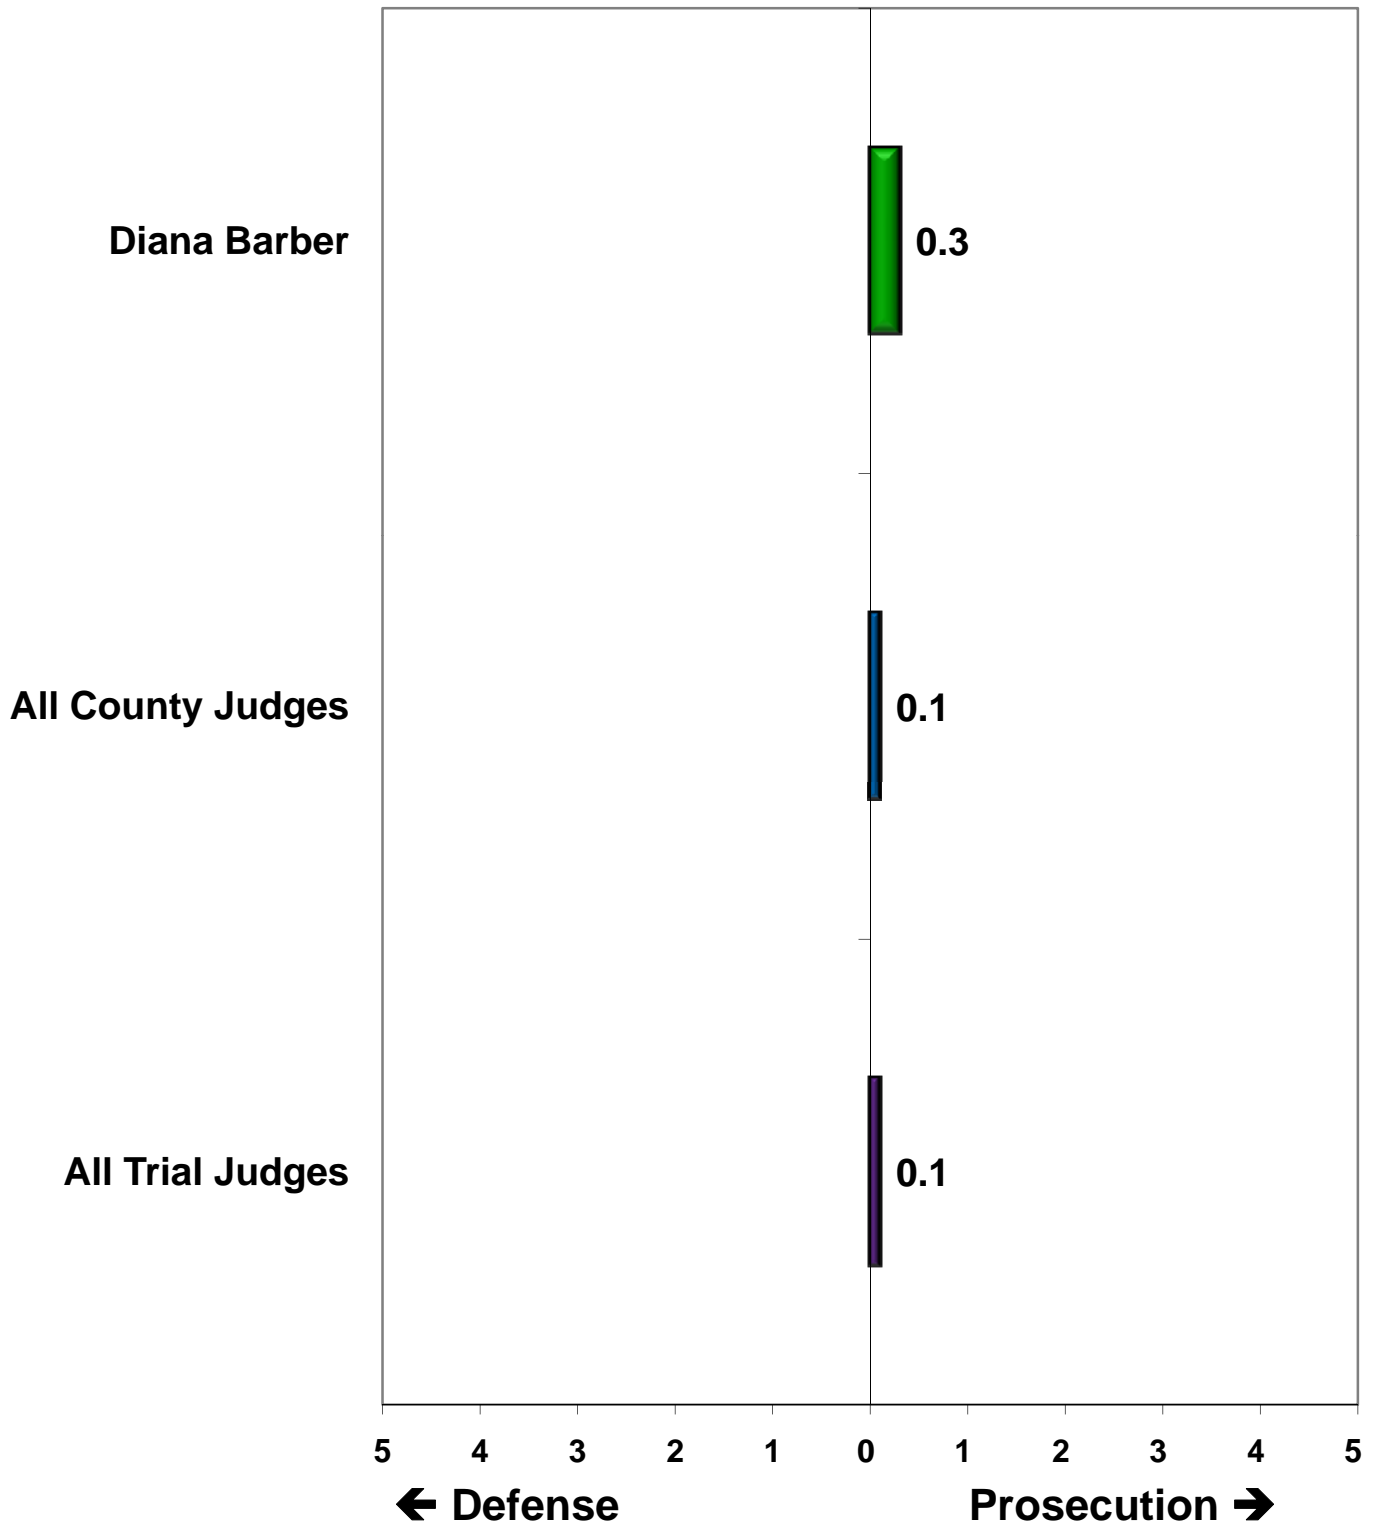 Diana Barber
0.3
All County Judges
0.1
All Trial Judges
0.1
5 4 3 2 1 0 1 2 3 4 5
🡸 Defense Prosecution 🡺